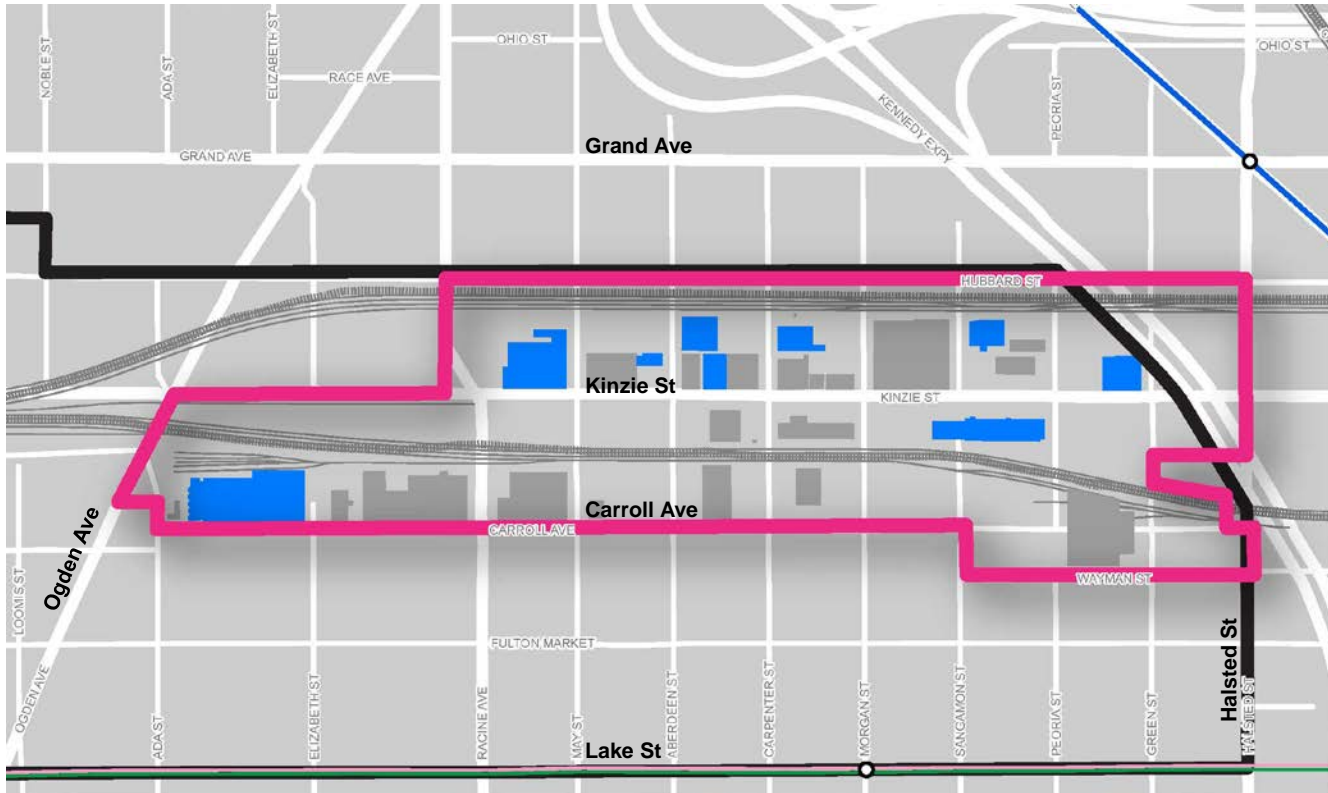 NOBLE ST
ADA ST
ELIZABETH ST
OHIO ST
RACE AVE
OHIO ST
PEORIA ST
KENNEDY EXPY
GRAND AVE
Grand Ave
HUBBARD ST
Kinzie St
KINZIE ST
Ogden Ave
Carroll Ave
CARROLL AVE
WAYMAN ST
LOOMIS ST
FULTON MARKET
Halsted St
OGDEN AVE
ADA ST
ELIZABETH ST
RACINE AVE
MAY ST
ABERDEEN ST
CARPENTER ST
MORGAN ST
SANGAMON ST
PEORIA ST
GREEN ST
HALSTED ST
Lake St